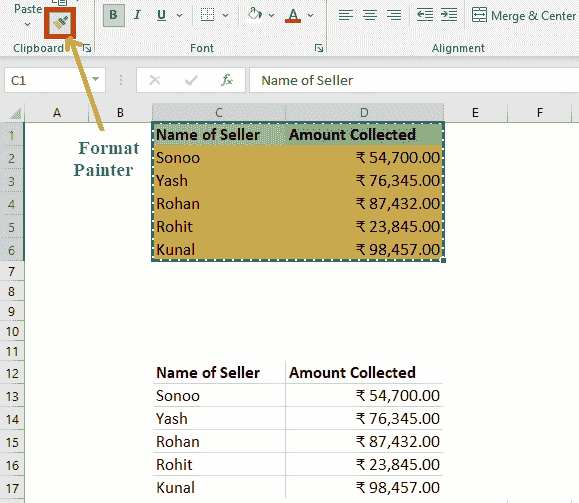 Paste
B I U A Merge & Center
Clipboard Font Alignment
C1 fx Name of Seller
A B C D E F
1 Name of Seller Amount Collected
Format
Painter
2 Sonoo ₹ 54,700.00
3 Yash ₹ 76,345.00
4 Rohan ₹ 87,432.00
5 Rohit ₹ 23,845.00
6 Kunal ₹ 98,457.00
7
8
9
10
11
12 Name of Seller Amount Collected
13 Sonoo ₹ 54,700.00
14 Yash ₹ 76,345.00
15 Rohan ₹ 87,432.00
16 Rohit ₹ 23,845.00
17 Kunal ₹ 98,457.00